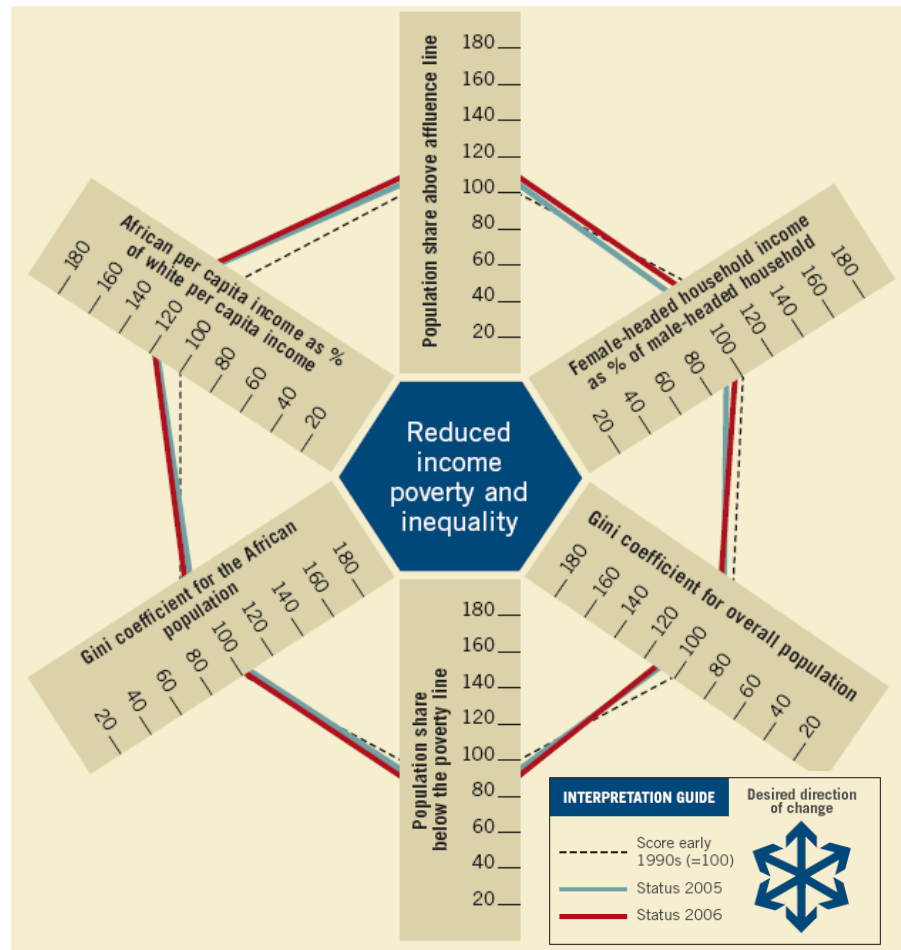 Population share above affluence line
180
160
140
120
100
80
60
40
20
African per capita income as %
of white per capita income
180
160
140
120
100
80
60
40
20
Female-headed household income
as % of male-headed household
20
40
60
80
100
120
140
160
180
Reduced
income
poverty and
inequality
Gini coefficient for the African
population
20
40
60
80
100
120
140
160
180
Gini coefficient for overall population
180
160
140
120
100
80
60
40
20
Population share
below the poverty line
180
160
140
120
100
80
60
40
20
INTERPRETATION GUIDE
Score early
1990s (=100)
Status 2005
Status 2006
Desired direction
of change